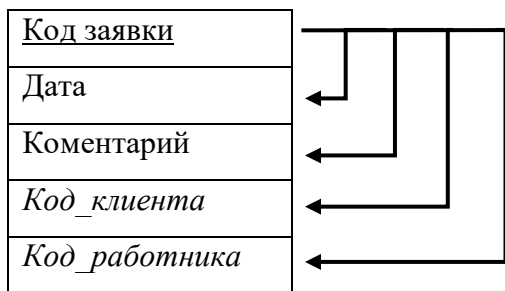 Код заявки
Дата
Коментарий
Код_клиента
Код_работника